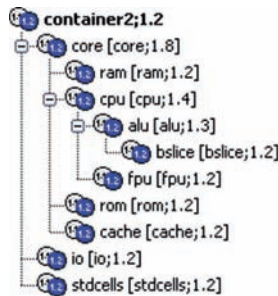 container2;1.2
core [core;1.8]
ram [ram;1.2]
cpu [cpu;1.4]
alu [alu;1.3]
bslice [bslice;1.2]
fpu [fpu;1.2]
rom [rom;1.2]
cache [cache;1.2]
io [io;1.2]
stdcells [stdcells;1.2]